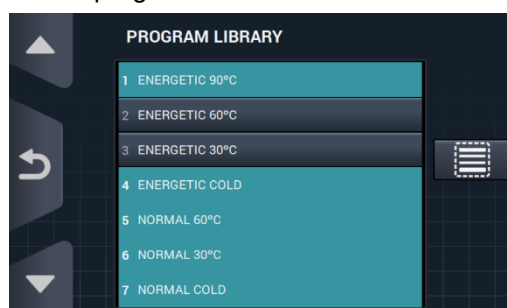 PROGRAM LIBRARY
1 ENERGETIC 90ºC
2 ENERGETIC 60ºC
3 ENERGETIC 30ºC
4 ENERGETIC COLD
5 NORMAL 60ºC
6 NORMAL 30ºC
7 NORMAL COLD